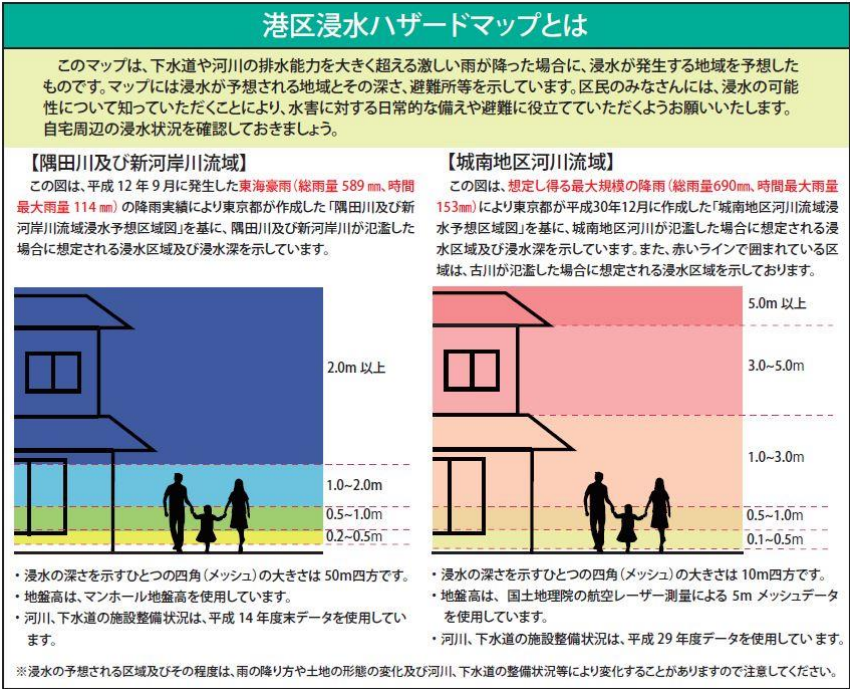 港区浸水ハザードマップとは
このマップは、下水道や河川の排水能力を大きく超える激しい雨が降った場合に、浸水が発生する地域を予想した
ものです。マップには浸水が予想される地域とその深さ、避難所等を示しています。区民のみなさんには、浸水の可能
性について知っていただくことにより、水害に対する日常的な備えや避難に役立てていただくようお願いいたします。
自宅周辺の浸水状況を確認しておきましょう。
【隅田川及び新河岸川流域】
この図は、平成 12 年 9 月に発生した東海豪雨(総雨量 589 ㎜、時間
最大雨量 114 ㎜)の降雨実績により東京都が作成した「隅田川及び新
河岸川流域浸水予想区域図」を基に、隅田川及び新河岸川が氾濫した
場合に想定される浸水区域及び浸水深を示しています。
2.0m 以上
1.0~2.0m
0.5~1.0m
0.2~0.5m
・浸水の深さを示すひとつの四角(メッシュ)の大きさは 50m四方です。
・地盤高は、マンホール地盤高を使用しています。
・河川、下水道の施設整備状況は、平成 14 年度末データを使用してい
ます。
【城南地区河川流域】
この図は、想定し得る最大規模の降雨(総雨量690㎜、時間最大雨量
153㎜)により東京都が平成30年12月に作成した「城南地区河川流域浸
水予想区域図」を基に、城南地区河川が氾濫した場合に想定される浸
水区域及び浸水深を示しています。また、赤いラインで囲まれている区
域は、古川が氾濫した場合に想定される浸水区域を示しております。
5.0m 以上
3.0~5.0m
1.0~3.0m
0.5~1.0m
0.1~0.5m
・浸水の深さを示すひとつの四角(メッシュ)の大きさは 10m四方です。
・地盤高は、国土地理院の航空レーザー測量による 5m メッシュデータ
を使用しています。
・河川、下水道の施設整備状況は、平成 29 年度データを使用しています。
※浸水の予想される区域及びその程度は、雨の降り方や土地の形態の変化及び河川、下水道の整備状況等により変化することがありますので注意してください。